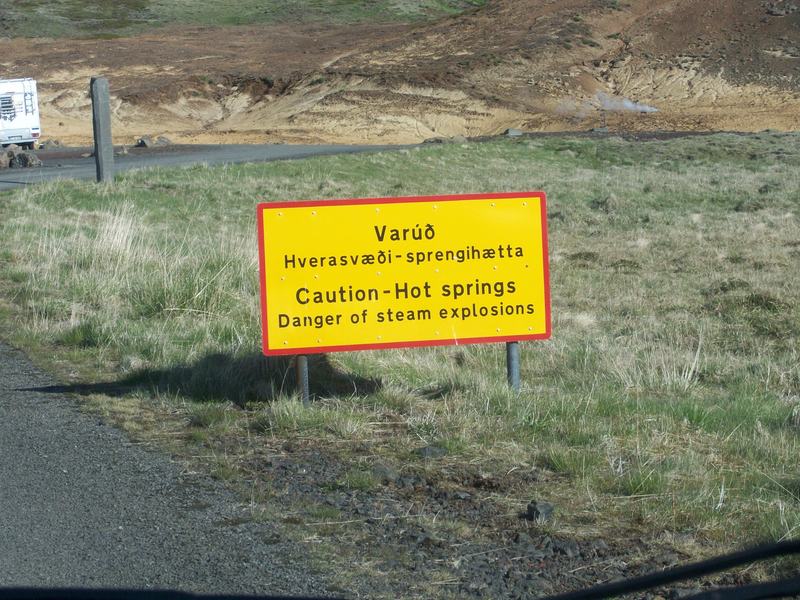 Varúð
Hverasvæði-sprengihætta
Caution-Hot springs
Danger of steam explosions